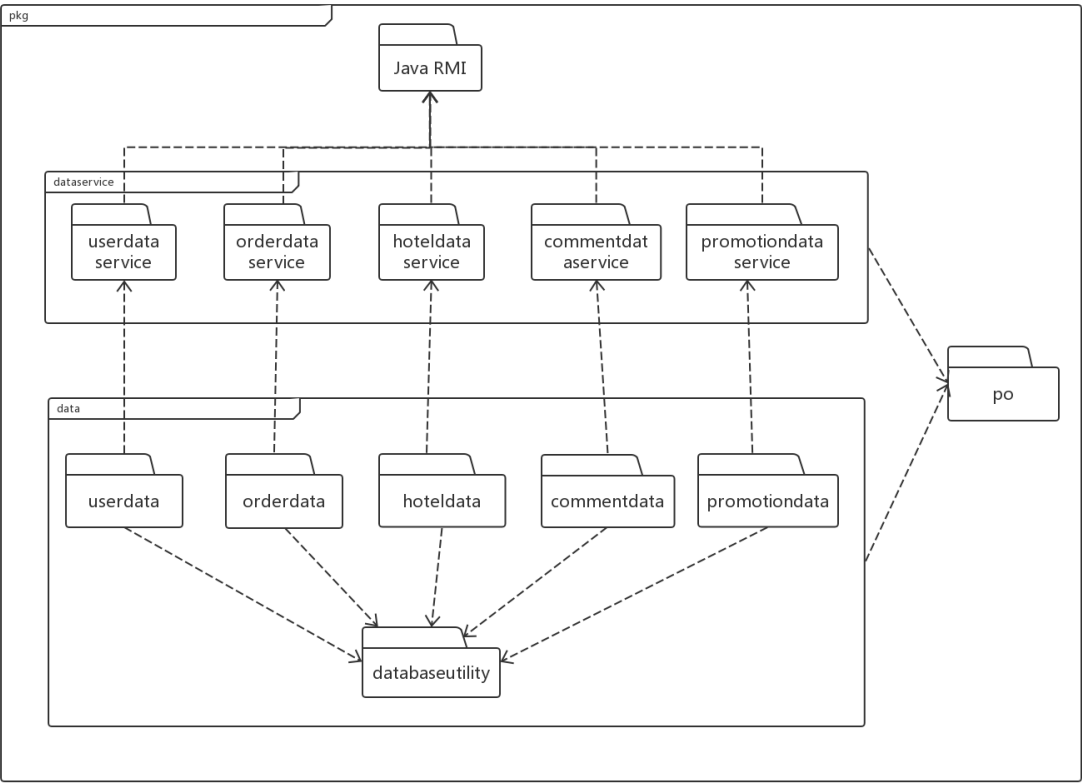 pkg
Java RMI
dataservice
userdata
service
orderdata
service
hoteldata
service
commentdat
aservice
promotiondata
service
po
data
userdata
orderdata
hoteldata
commentdata
promotiondata
databaseutility